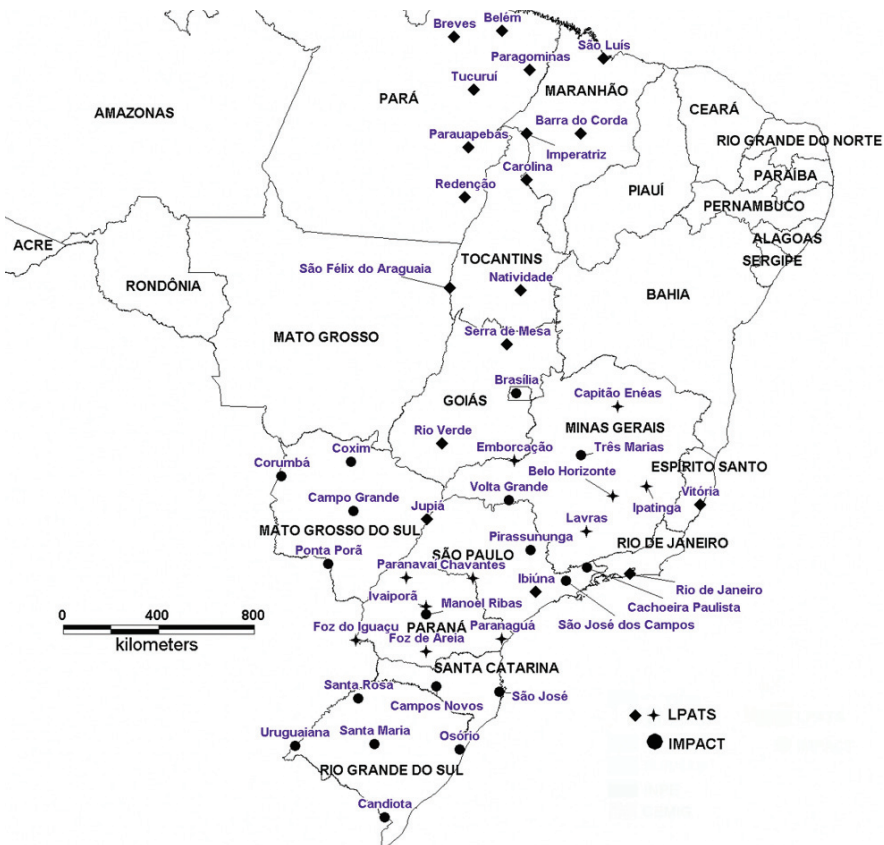 Belém
Breves
São Luís
Paragominas
Tucuruí
MARANHÃO
PARÁ
CEARÁ
AMAZONAS
Barra do Corda
Parauapebás
RIO GRANDE DO NORTE
Imperatriz
Carolina
PARAÍBA
Redenção
PIAUÍ
PERNAMBUCO
ALAGOAS
ACRE
TOCANTINS
SERGIPE
São Félix do Araguaia
Natividade
RONDÔNIA
BAHIA
MATO GROSSO
Serra de Mesa
Brasília
Capitão Enéas
GOIÁS
MINAS GERAIS
Rio Verde
Emborcação
Três Marias
Coxim
Corumbá
Belo Horizonte
ESPÍRITO SANTO
Volta Grande
Vitória
Campo Grande
Jupiá
Ipatinga
Lavras
MATO GROSSO DO SUL
Pirassununga
RIO DE JANEIRO
Ponta Porã
SÃO PAULO
Paranavai
Chavantes
Ibiúna
Rio de Janeiro
Ivaiporã
Manoel Ribas
Cachoeira Paulista
0 400 800
kilometers
Foz do Iguaçu
PARANÁ
Paranaguá
São José dos Campos
Foz de Areia
SANTA CATARINA
Santa Rosa
Campos Novos
São José
LPATS
Uruguaiana
Santa Maria
Osório
IMPACT
RIO GRANDE DO SUL
Candiota